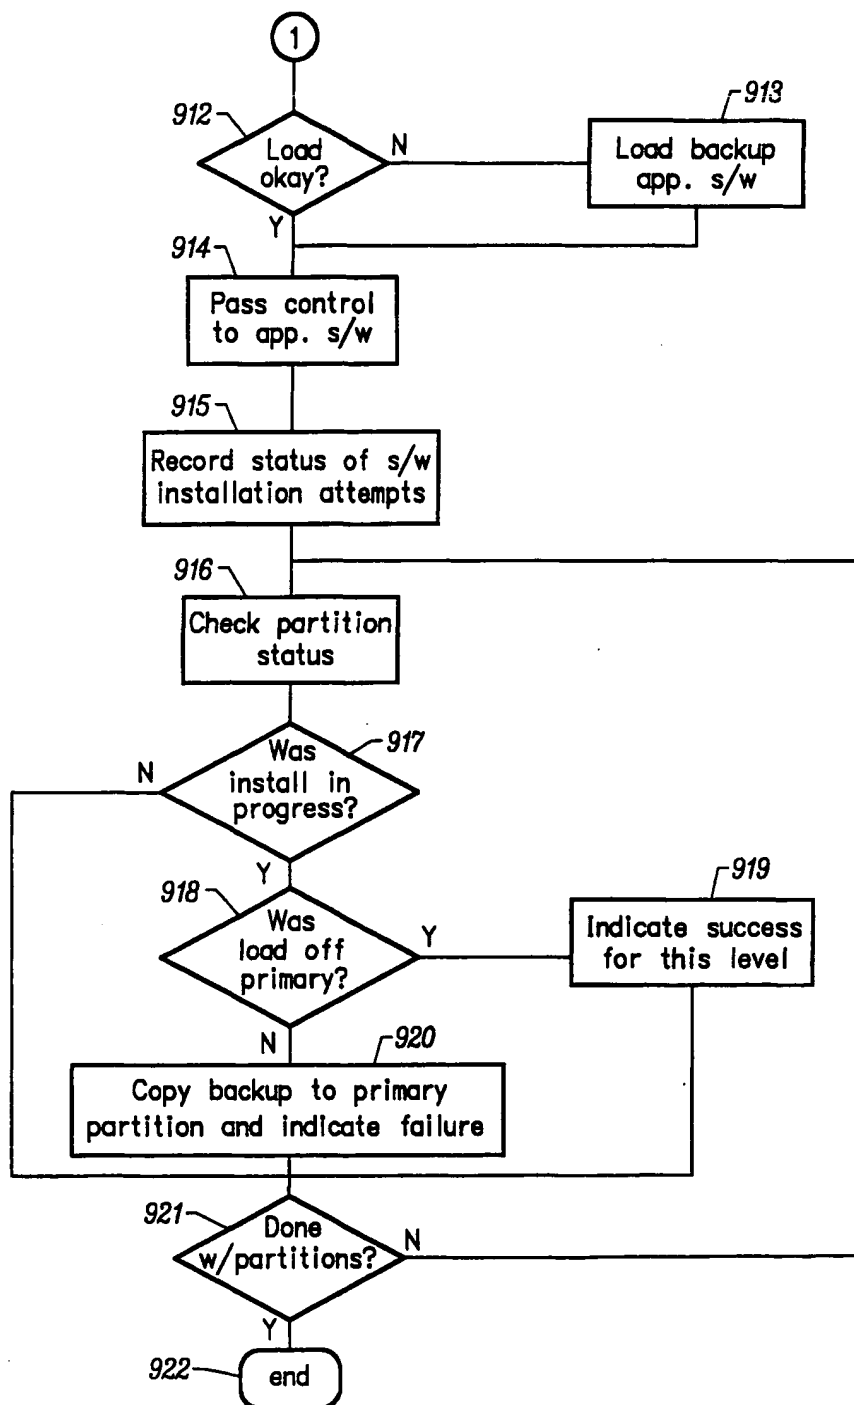 1
912
Load
okay?
N
913
Load backup
app. s/w
Y
914
Pass control
to app. s/w
915
Record status of s/w
installation attempts
916
Check partition
status
917
Was
install in
progress?
N
Y
918
Was
load off
primary?
Y
919
Indicate success
for this level
N
920
Copy backup to primary
partition and indicate failure
921
Done
w/partitions?
N
Y
922
end